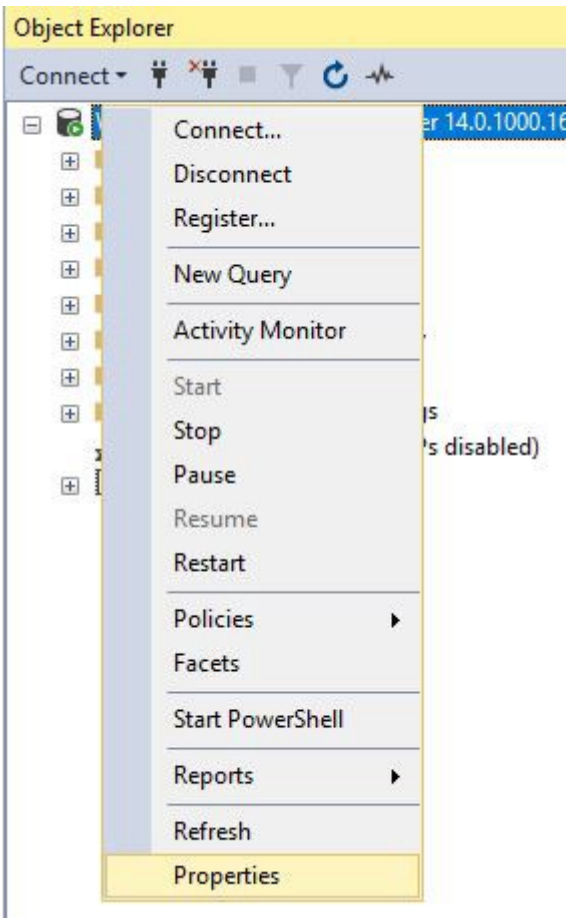 Object Explorer
Connect
er 14.0.1000.16
Connect...
Disconnect
Register...
New Query
Activity Monitor
Start
Stop
gs
Pause
's disabled)
Resume
Restart
Policies
Facets
Start PowerShell
Reports
Refresh
Properties